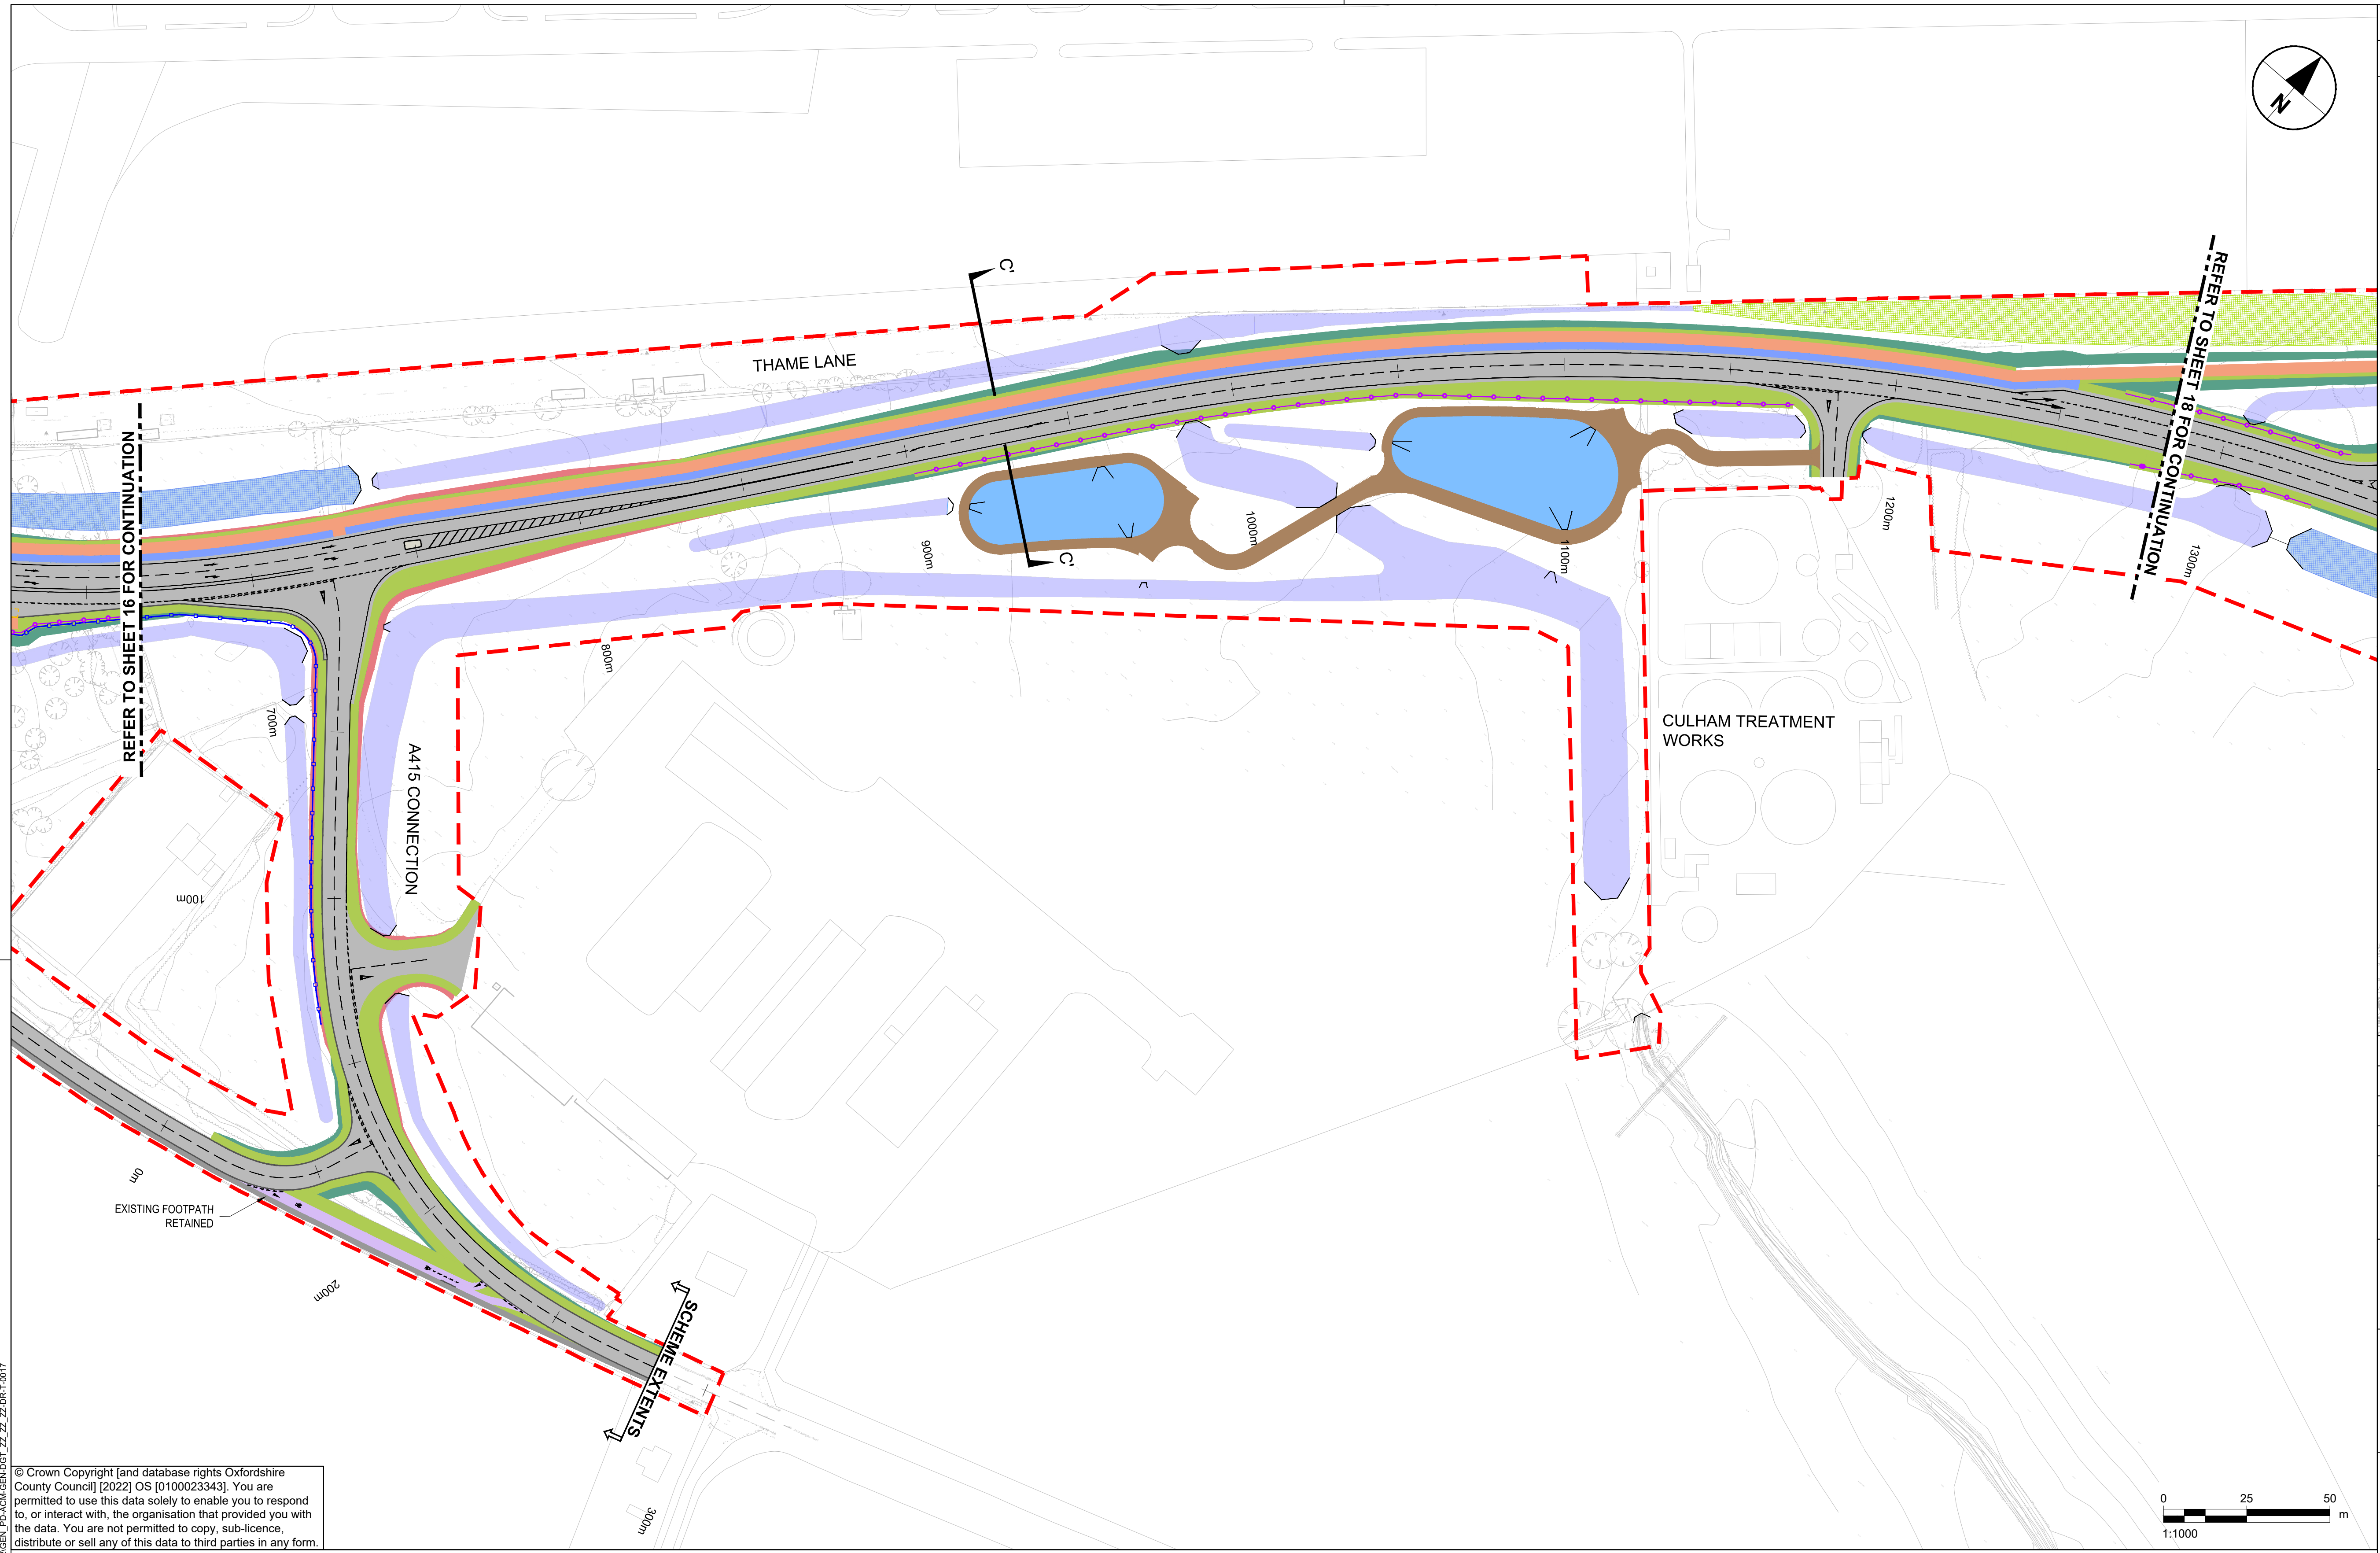 N
C'
THAME LANE
REFER TO SHEET 16 FOR CONTINUATION
REFER TO SHEET 18 FOR CONTINUATION
C'
700m
800m
900m
1000m
1100m
1200m
1300m
A415 CONNECTION
CULHAM TREATMENT
WORKS
100m
0m
EXISTING FOOTPATH
RETAINED
200m
SCHEME EXTENTS
300m
© Crown Copyright [and database rights Oxfordshire
County Council] [2022] OS [0100023343]. You are
permitted to use this data solely to enable you to respond
to, or interact with, the organisation that provided you with
the data. You are not permitted to copy, sub-licence,
distribute or sell any of this data to third parties in any form.
0 25 50
m
1:1000